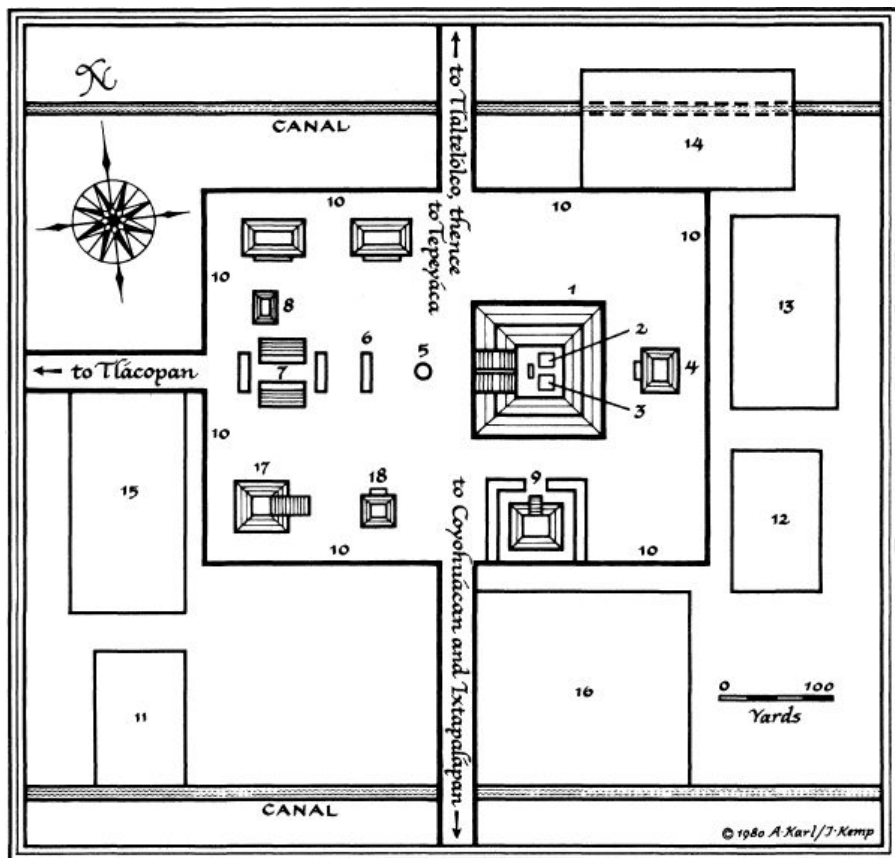 N
CANAL
← to Tlácopan
← to Tlaltelólco, thence
to Tepeyáca
to Coyohuácan and Ixtapalápan →
10
10
10
10
10
10
10
1
2
3
4
5
6
7
8
9
17
18
14
13
12
15
11
16
0 100
Yards
CANAL
© 1980 A·Karl/J·Kemp